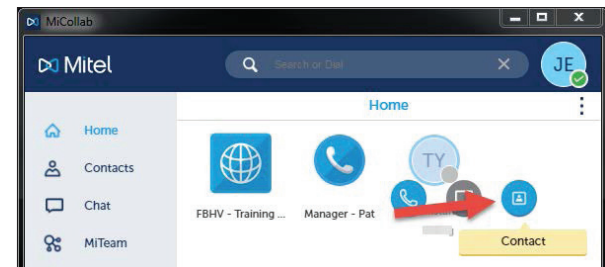 MiCollab
Mitel
Search or Dial
JE
Home
Home
Contacts
Chat
MiTeam
TY
FBHV - Training ...
Manager - Pat
Contact